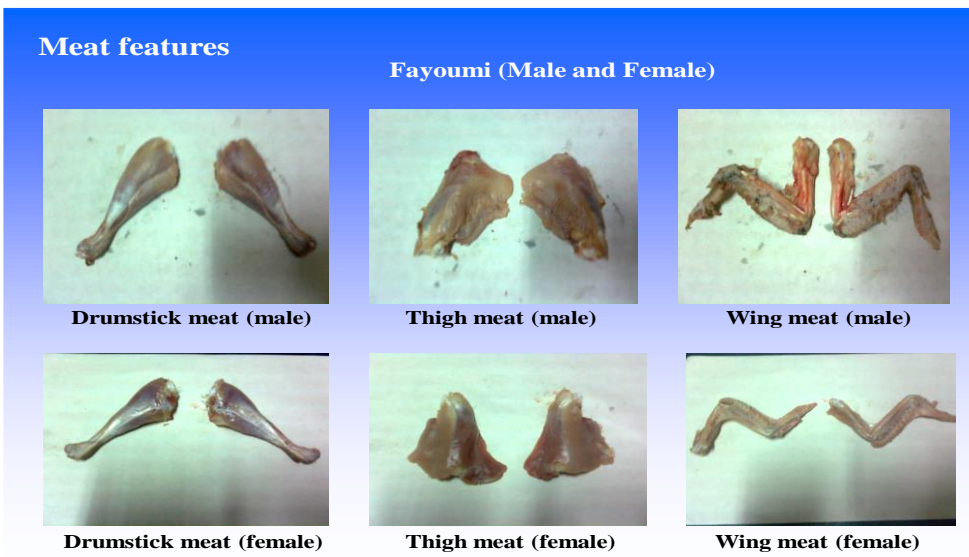 Meat features
Fayoumi (Male and Female)
Drumstick meat (male)
Thigh meat (male)
Wing meat (male)
Drumstick meat (female)
Thigh meat (female)
Wing meat (female)